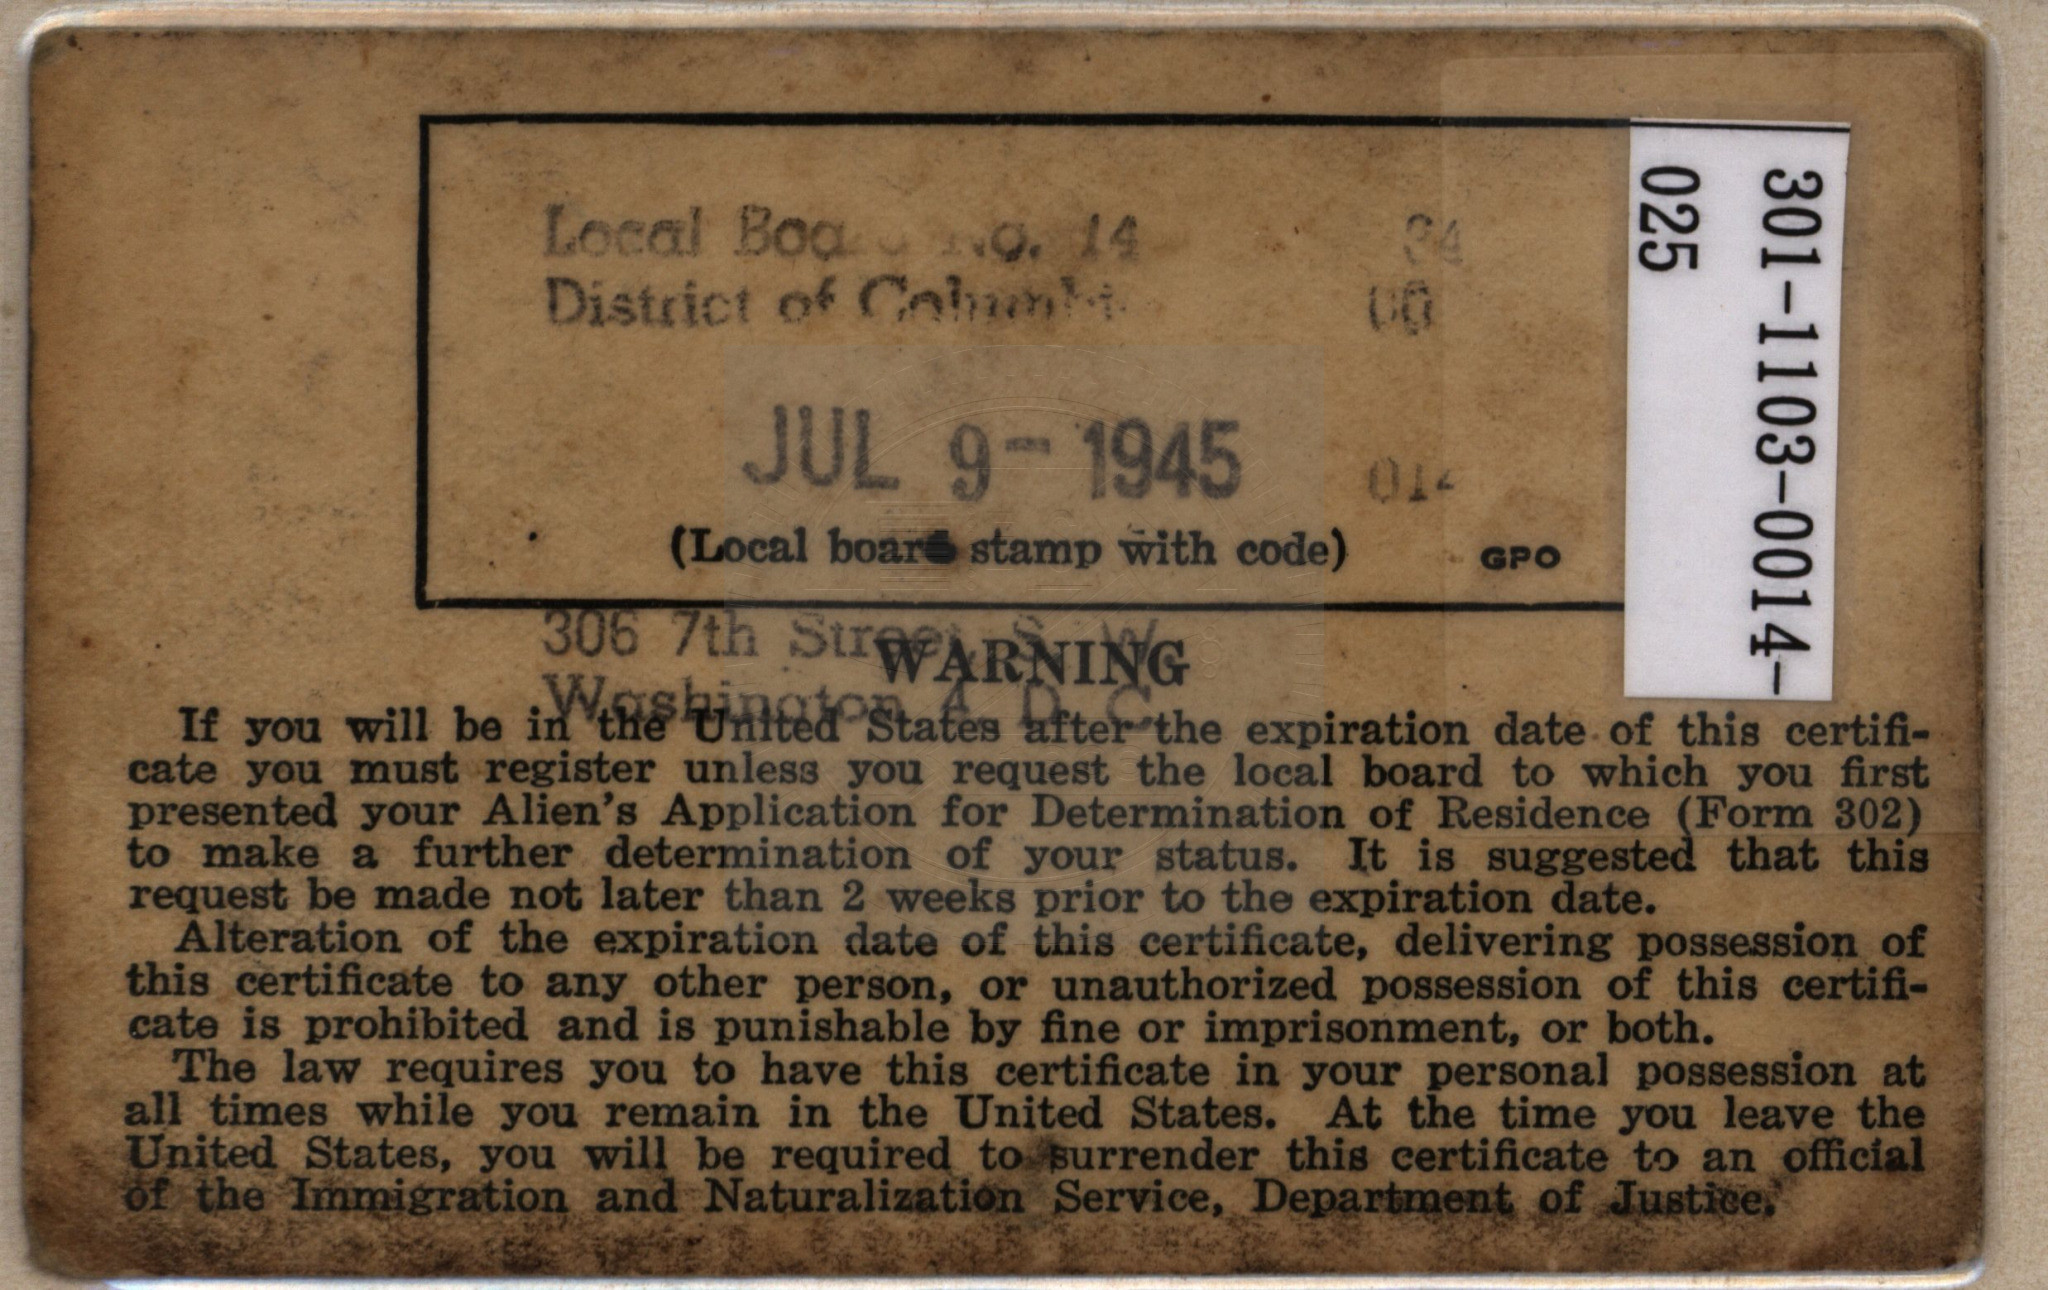 Local Board No. 14
District of Columbia
JUL 9- 1945
(Local board stamp with code)
GPO
306 7th Street, S. W.
WARNING
Washington 4 D C
If you will be in the United States after the expiration date of this certifi-
cate you must register unless you request the local board to which you first
presented your Alien's Application for Determination of Residence (Form 302)
to make a further determination of your status. It is suggested that this
request be made not later than 2 weeks prior to the expiration date.
Alteration of the expiration date of this certificate, delivering possession of
this certificate to any other person, or unauthorized possession of this certifi-
cate is prohibited and is punishable by fine or imprisonment, or both.
The law requires you to have this certificate in your personal possession at
all times while you remain in the United States. At the time you leave the
United States, you will be required to surrender this certificate to an official
of the Immigration and Naturalization Service, Department of Justice.
301-1103-0014-
025